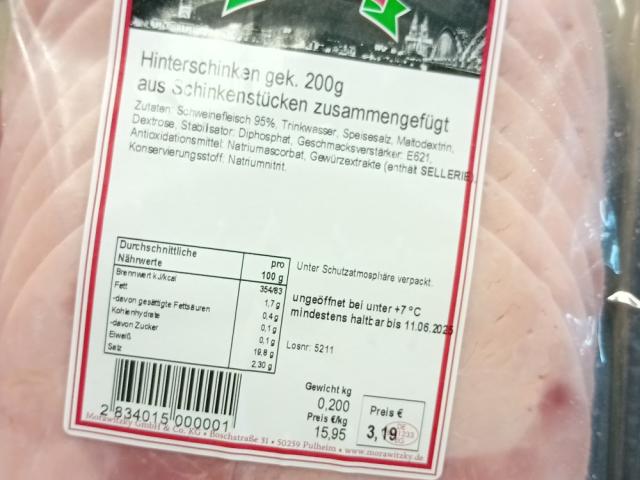 Hinterschinken gek. 200g
aus Schinkenstücken zusammengefügt
Zutaten: Schweinefleisch 95%, Trinkwasser, Speisesalz, Maltodextrin,
Dextrose, Stabilisator: Diphosphat, Geschmacksverstärker: E621,
Antioxidationsmittel: Natriumascorbat, Gewürzextrakte (enthält SELLERIE)
Konservierungsstoff: Natriumnitrit.
Durchschnittliche Nährwerte pro 100 g
Brennwert kJ/kcal 354/83
Fett 1,7 g
-davon gesättigte Fettsäuren 0,4 g
Kohlenhydrate 0,1 g
-davon Zucker 0,1 g
Eiweiß 19,8 g
Salz 2,30 g
Unter Schutzatmosphäre verpackt.
ungeöffnet bei unter +7 °C
mindestens haltbar bis 11.06.2025
Losnr: 5211
Gewicht kg
0,200
Preis €/kg
15,95
Preis €
3,19
DE
EG
2 834015 000001
Morawitzky GmbH & Co. KG • Boschstraße 31 • 50259 Pulheim • www.morawitzky.de